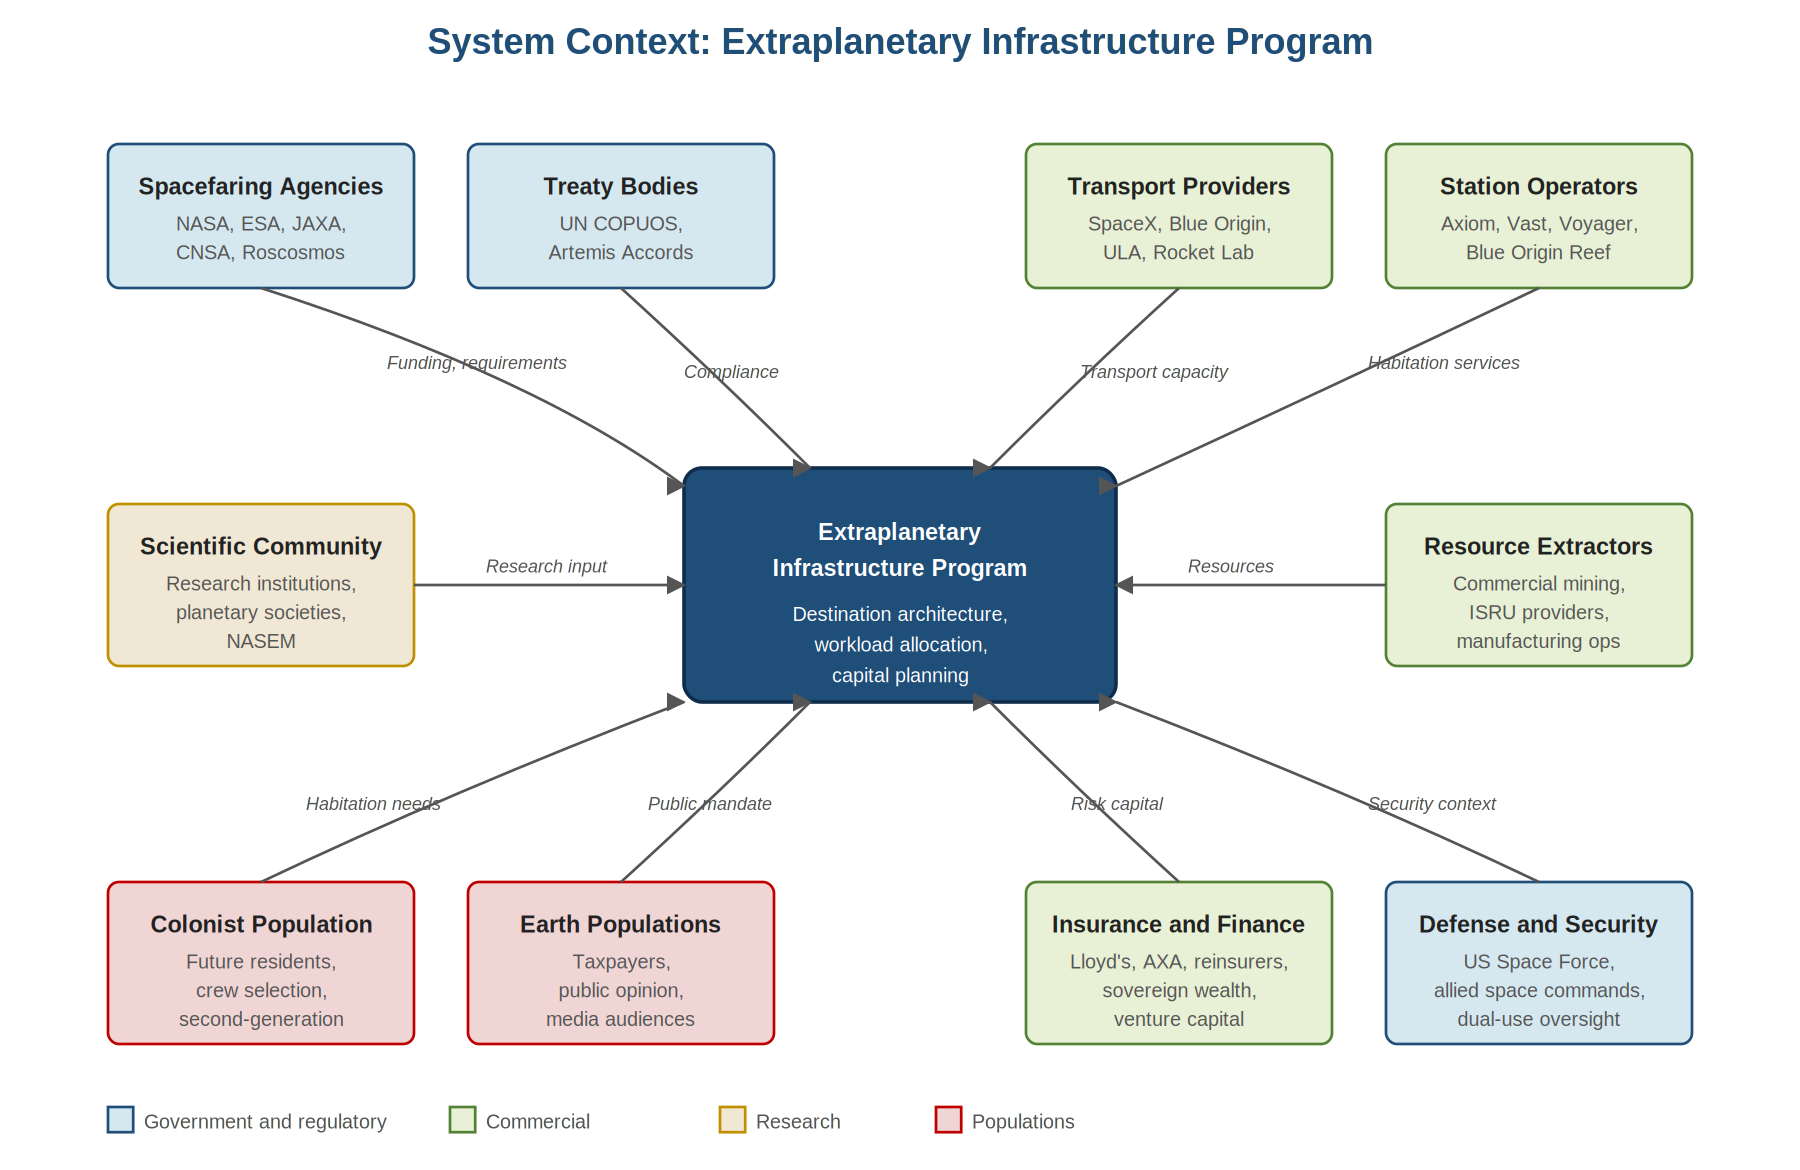 System Context: Extraplanetary Infrastructure Program
Spacefaring Agencies
NASA, ESA, JAXA,
CNSA, Roscosmos
Treaty Bodies
UN COPUOS,
Artemis Accords
Transport Providers
SpaceX, Blue Origin,
ULA, Rocket Lab
Station Operators
Axiom, Vast, Voyager,
Blue Origin Reef
Funding, requirements
Compliance
Transport capacity
Habitation services
Scientific Community
Research institutions,
planetary societies,
NASEM
Research input
Extraplanetary
Infrastructure Program
Destination architecture,
workload allocation,
capital planning
Resources
Resource Extractors
Commercial mining,
ISRU providers,
manufacturing ops
Habitation needs
Public mandate
Risk capital
Security context
Colonist Population
Future residents,
crew selection,
second-generation
Earth Populations
Taxpayers,
public opinion,
media audiences
Insurance and Finance
Lloyd's, AXA, reinsurers,
sovereign wealth,
venture capital
Defense and Security
US Space Force,
allied space commands,
dual-use oversight
Government and regulatory
Commercial
Research
Populations